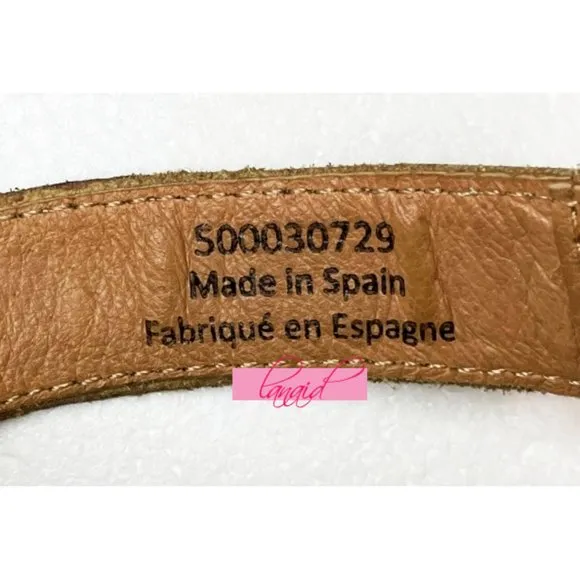 S00030729
Made in Spain
Fabriqué en Espagne
lanaid